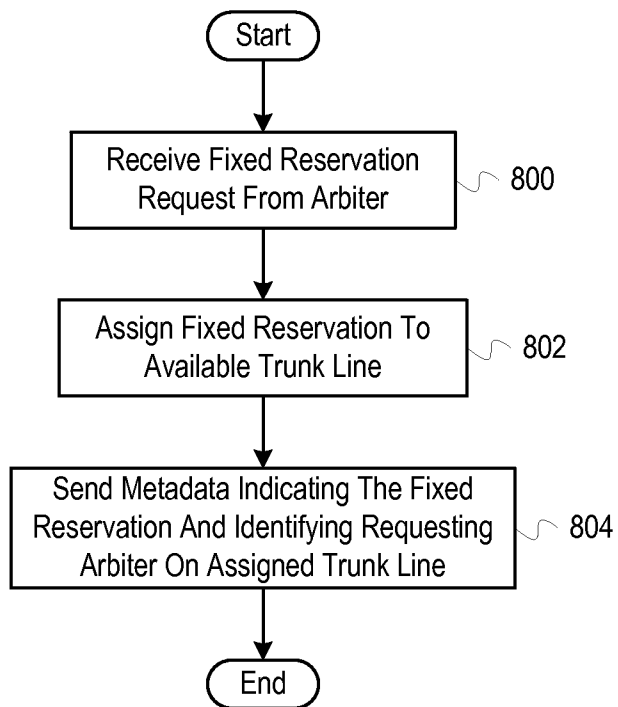 Start
Receive Fixed Reservation
Request From Arbiter
800
Assign Fixed Reservation To
Available Trunk Line
802
Send Metadata Indicating The Fixed
Reservation And Identifying Requesting
Arbiter On Assigned Trunk Line
804
End